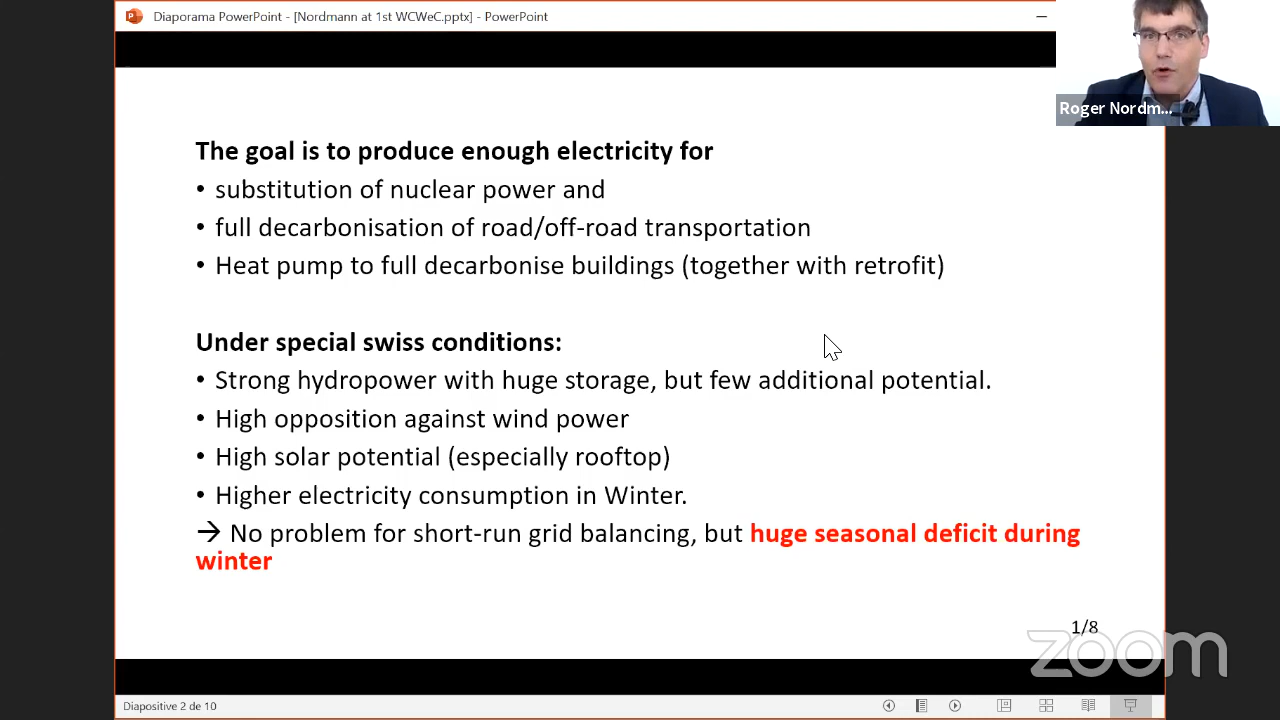 Diaporama PowerPoint - [Nordmann at 1st WCWeC.pptx] - PowerPoint
Roger Nordm...
The goal is to produce enough electricity for
• substitution of nuclear power and
• full decarbonisation of road/off-road transportation
• Heat pump to full decarbonise buildings (together with retrofit)
Under special swiss conditions:
• Strong hydropower with huge storage, but few additional potential.
• High opposition against wind power
• High solar potential (especially rooftop)
• Higher electricity consumption in Winter.
→ No problem for short-run grid balancing, but huge seasonal deficit during
winter
1/8
zoom
Diapositive 2 de 10